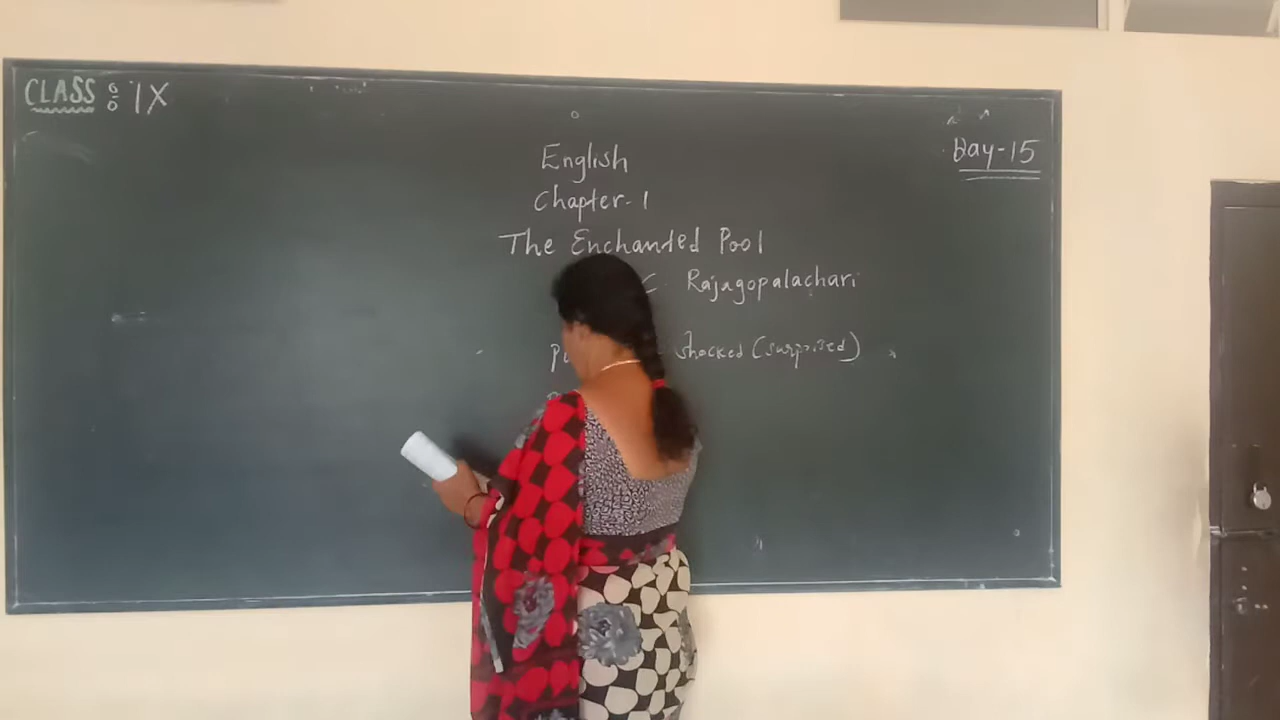 CLASS : IX
Day-15
English
Chapter-1
The Enchanted Pool
C. Rajagopalachari
shocked (surprised)